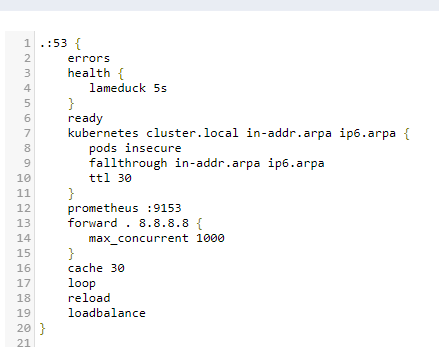 1 .:53 {
2 errors
3 health {
4 lameduck 5s
5 }
6 ready
7 kubernetes cluster.local in-addr.arpa ip6.arpa {
8 pods insecure
9 fallthrough in-addr.arpa ip6.arpa
10 ttl 30
11 }
12 prometheus :9153
13 forward . 8.8.8.8 {
14 max_concurrent 1000
15 }
16 cache 30
17 loop
18 reload
19 loadbalance
20 }
21